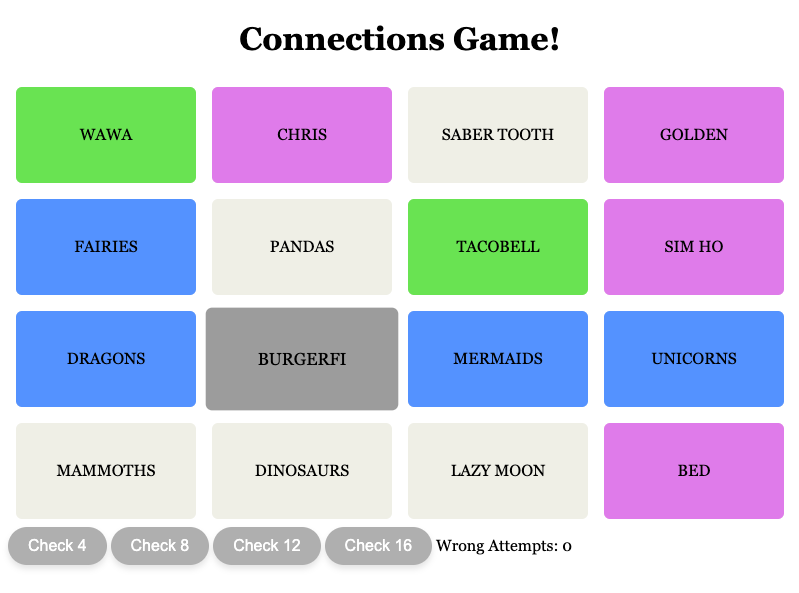 Connections Game!
WAWA CHRIS SABER TOOTH GOLDEN
FAIRIES PANDAS TACOBELL SIM HO
DRAGONS BURGERFI MERMAIDS UNICORNS
MAMMOTHS DINOSAURS LAZY MOON BED
Check 4 Check 8 Check 12 Check 16 Wrong Attempts: 0